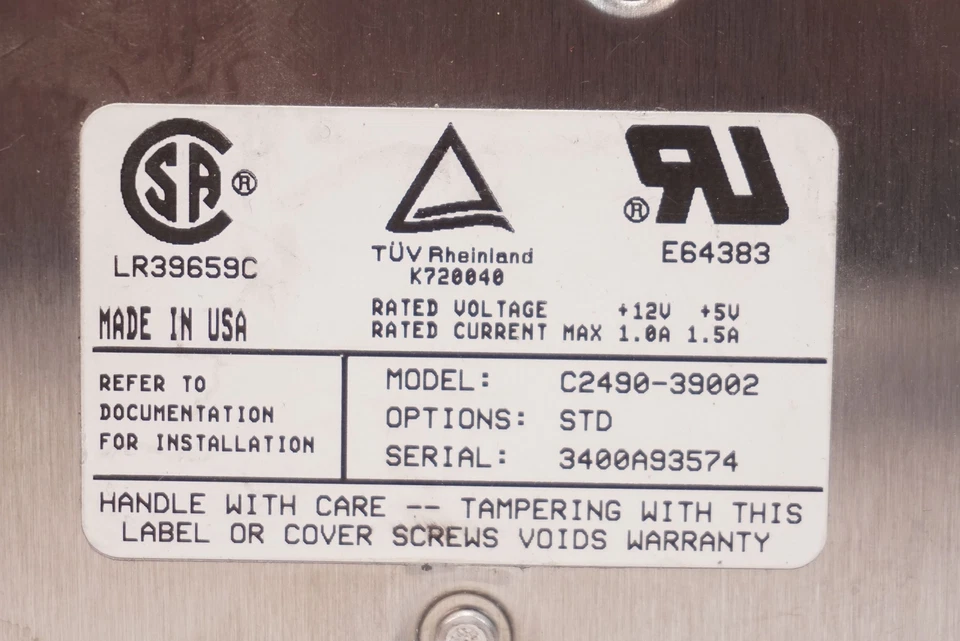 CSA ®
LR39659C
TÜV Rheinland
K720040
RU ®
E64383
MADE IN USA
RATED VOLTAGE +12V +5V
RATED CURRENT MAX 1.0A 1.5A
REFER TO
DOCUMENTATION
FOR INSTALLATION
MODEL: C2490-39002
OPTIONS: STD
SERIAL: 3400A93574
HANDLE WITH CARE -- TAMPERING WITH THIS
LABEL OR COVER SCREWS VOIDS WARRANTY